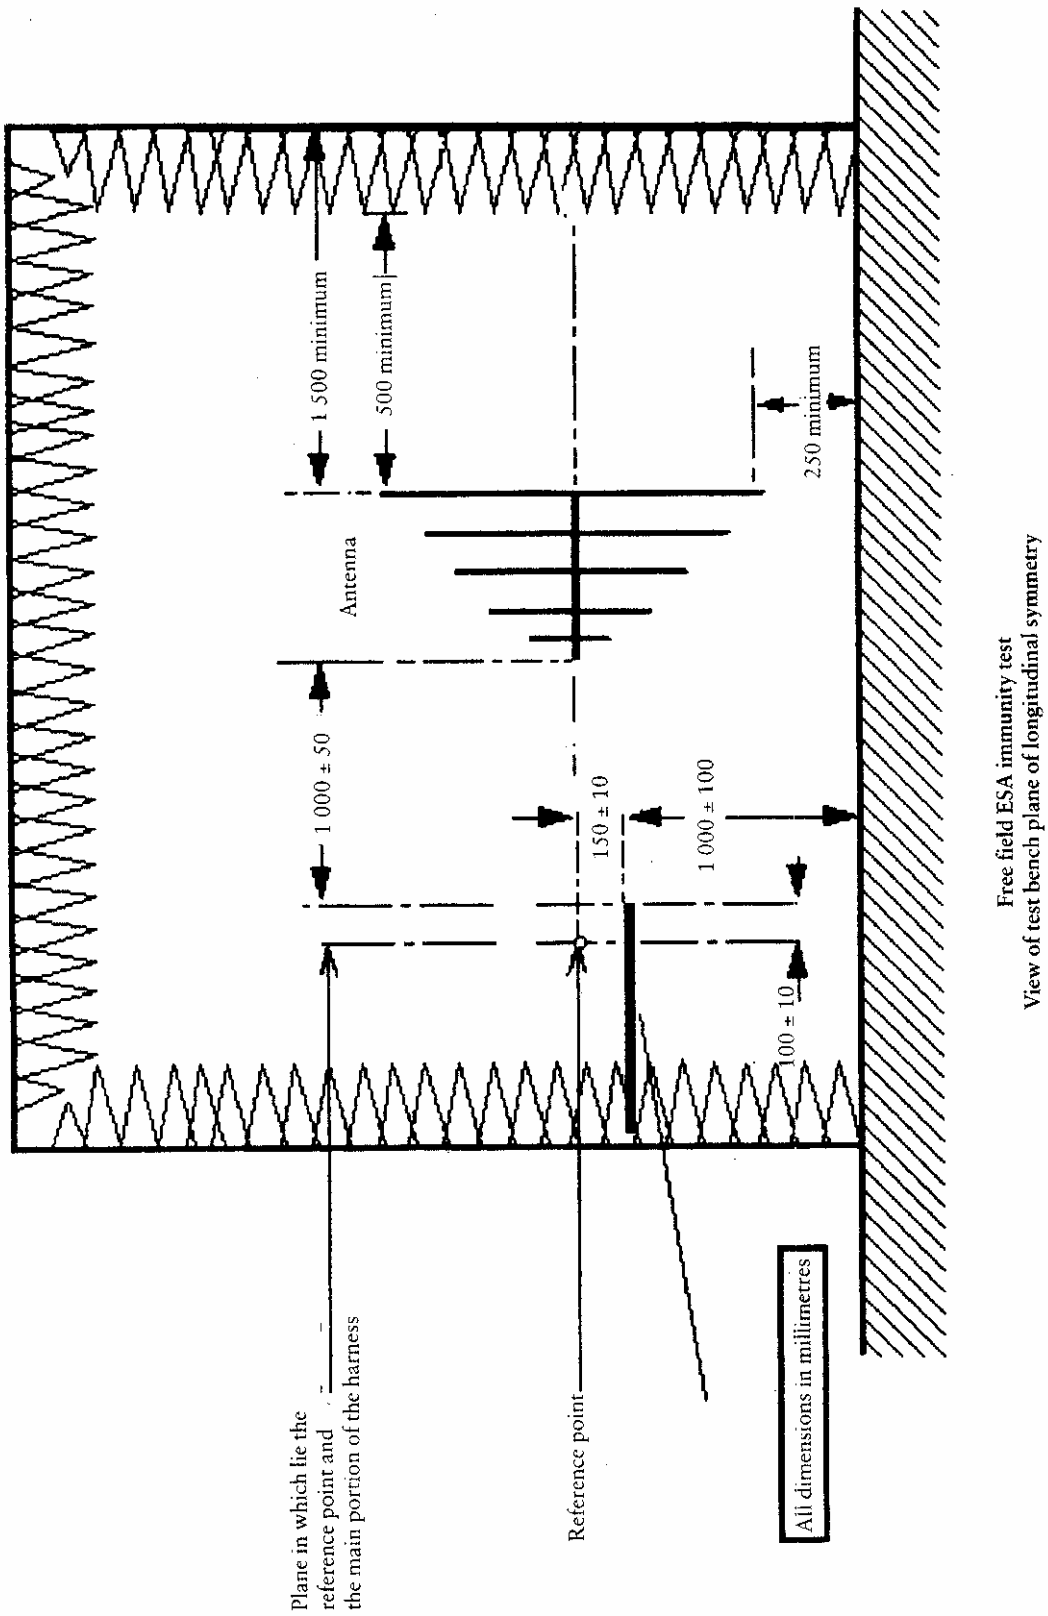 Plane in which lie the
reference point and
the main portion of the harness
Reference point
All dimensions in millimetres
1 000 ± 50
Antenna
1 500 minimum
500 minimum
150 ± 10
1 000 ± 100
100 ± 10
250 minimum
Free field ESA immunity test
View of test bench plane of longitudinal symmetry